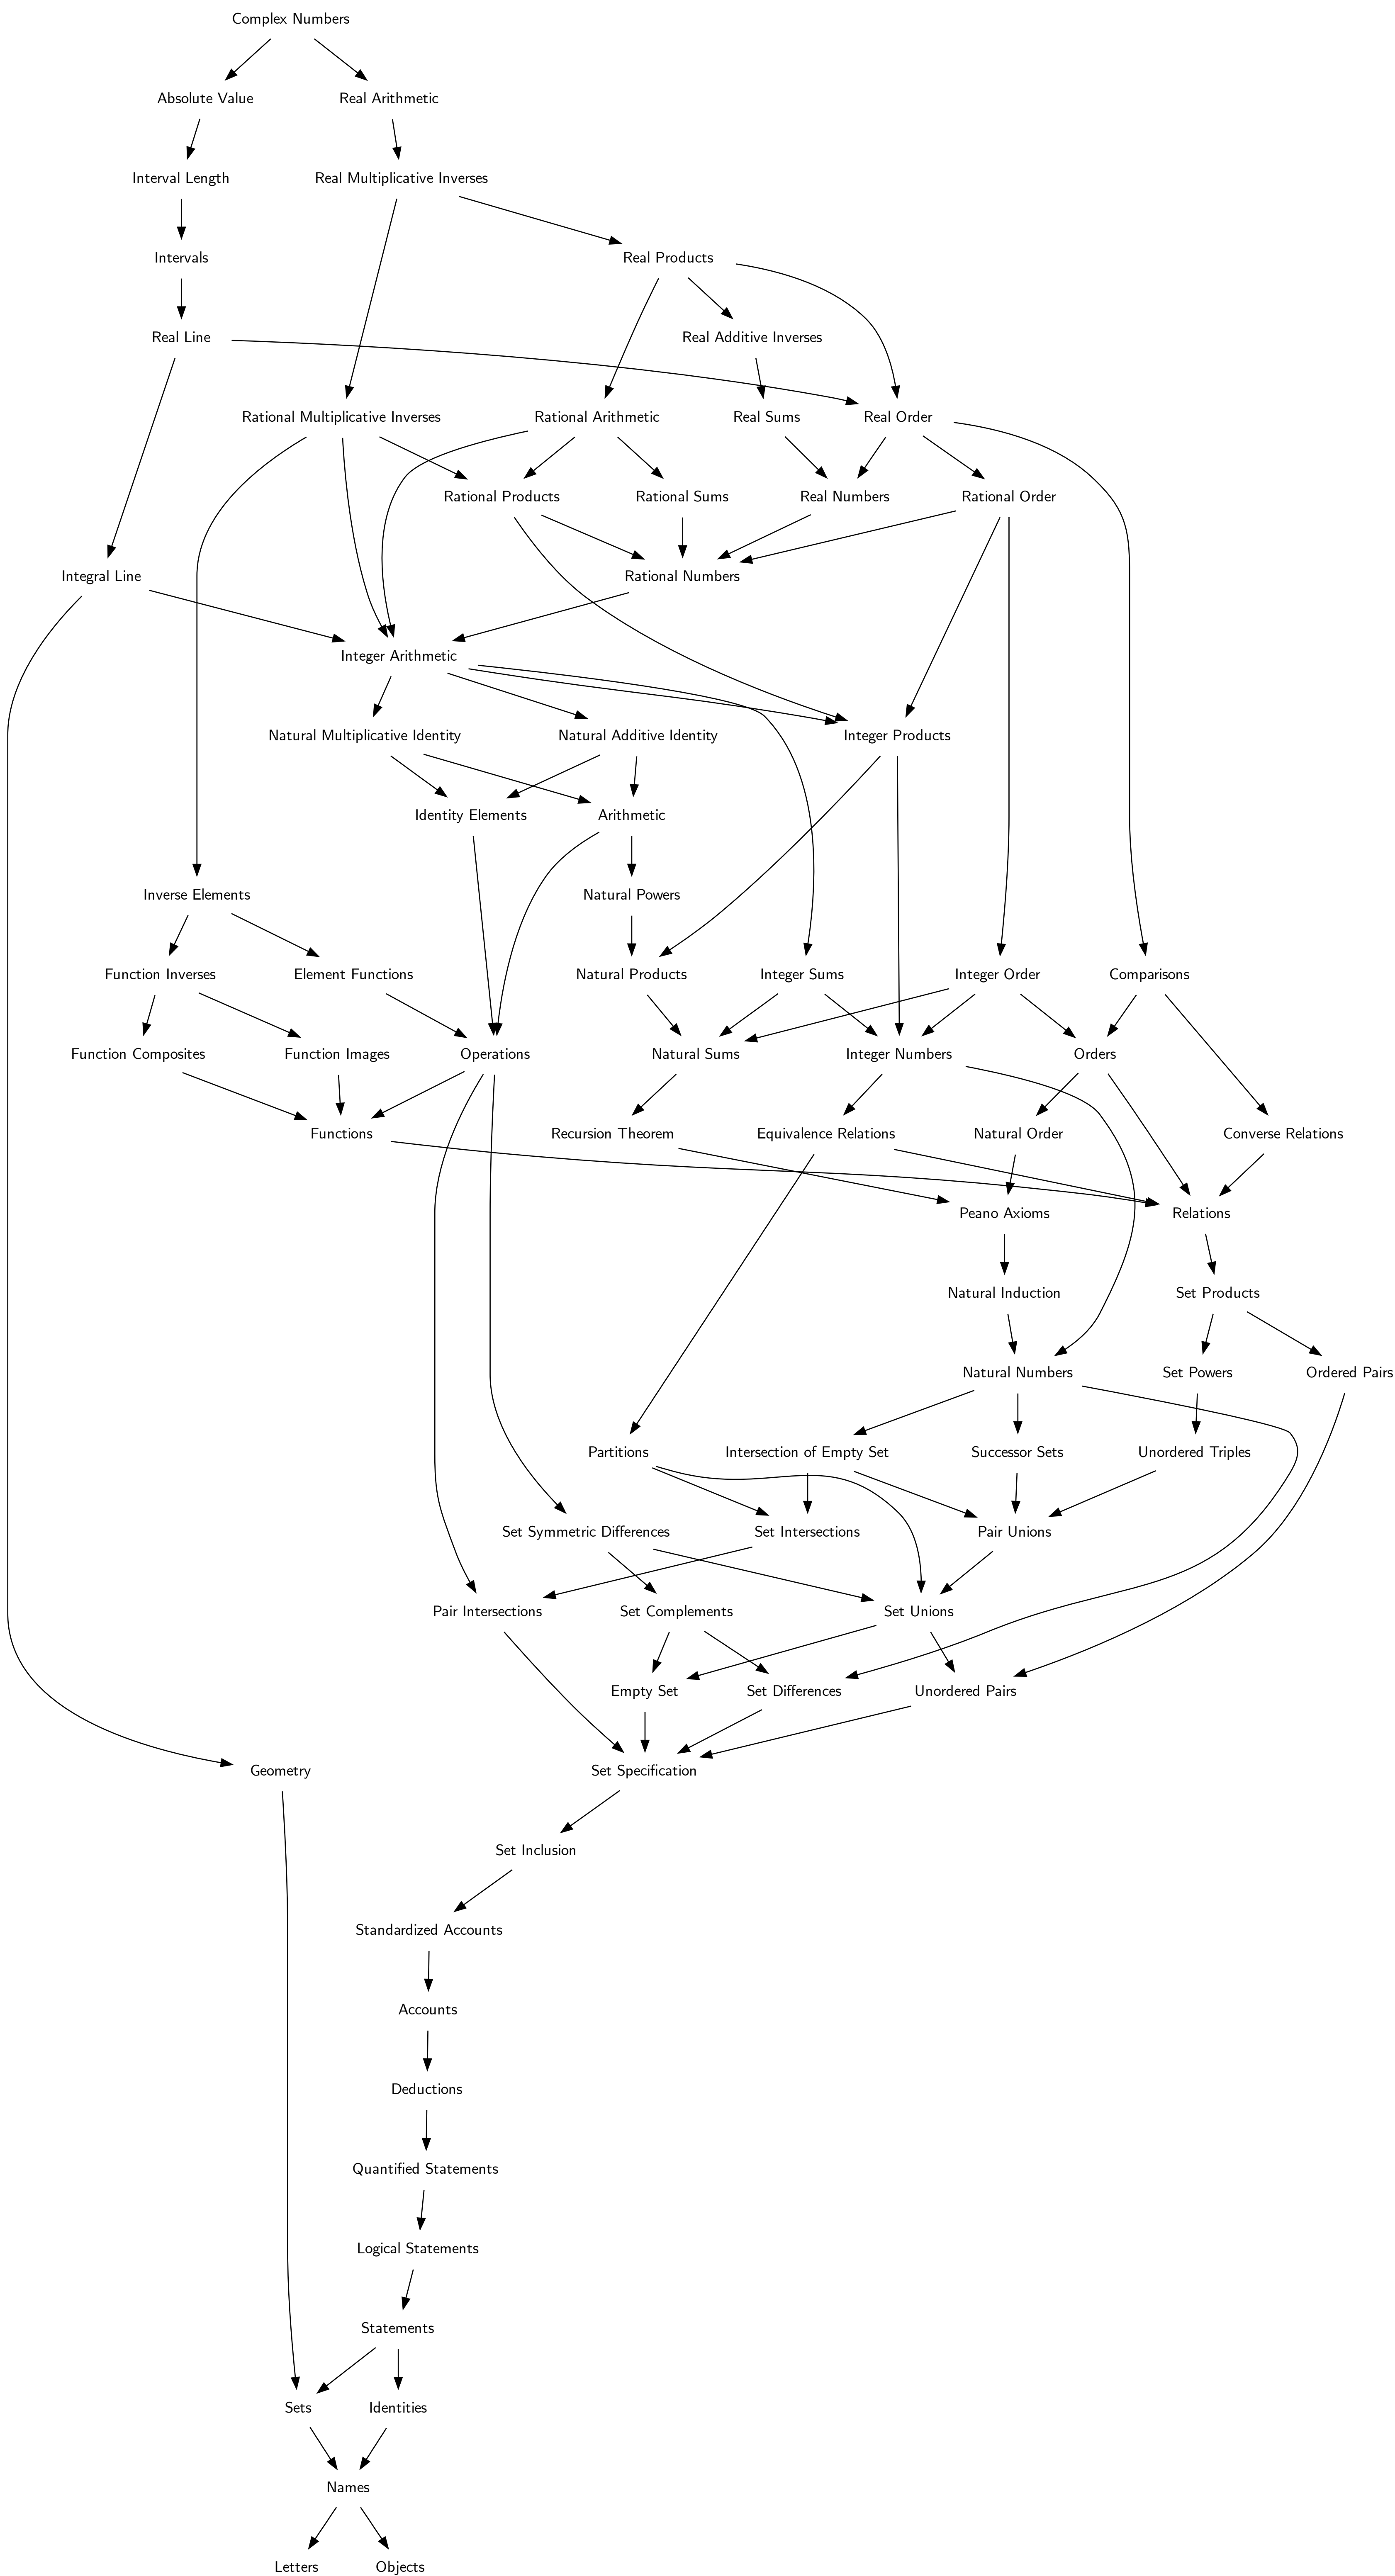 Complex Numbers
Absolute Value
Real Arithmetic
Interval Length
Real Multiplicative Inverses
Intervals
Real Products
Real Line
Real Additive Inverses
Rational Multiplicative Inverses
Rational Arithmetic
Real Sums
Real Order
Rational Products
Rational Sums
Real Numbers
Rational Order
Integral Line
Rational Numbers
Integer Arithmetic
Natural Multiplicative Identity
Natural Additive Identity
Integer Products
Identity Elements
Arithmetic
Inverse Elements
Natural Powers
Function Inverses
Element Functions
Natural Products
Integer Sums
Integer Order
Comparisons
Function Composites
Function Images
Operations
Natural Sums
Integer Numbers
Orders
Functions
Recursion Theorem
Equivalence Relations
Natural Order
Converse Relations
Peano Axioms
Relations
Natural Induction
Set Products
Natural Numbers
Set Powers
Ordered Pairs
Partitions
Intersection of Empty Set
Successor Sets
Unordered Triples
Set Symmetric Differences
Set Intersections
Pair Unions
Pair Intersections
Set Complements
Set Unions
Empty Set
Set Differences
Unordered Pairs
Geometry
Set Specification
Set Inclusion
Standardized Accounts
Accounts
Deductions
Quantified Statements
Logical Statements
Statements
Sets
Identities
Names
Letters
Objects